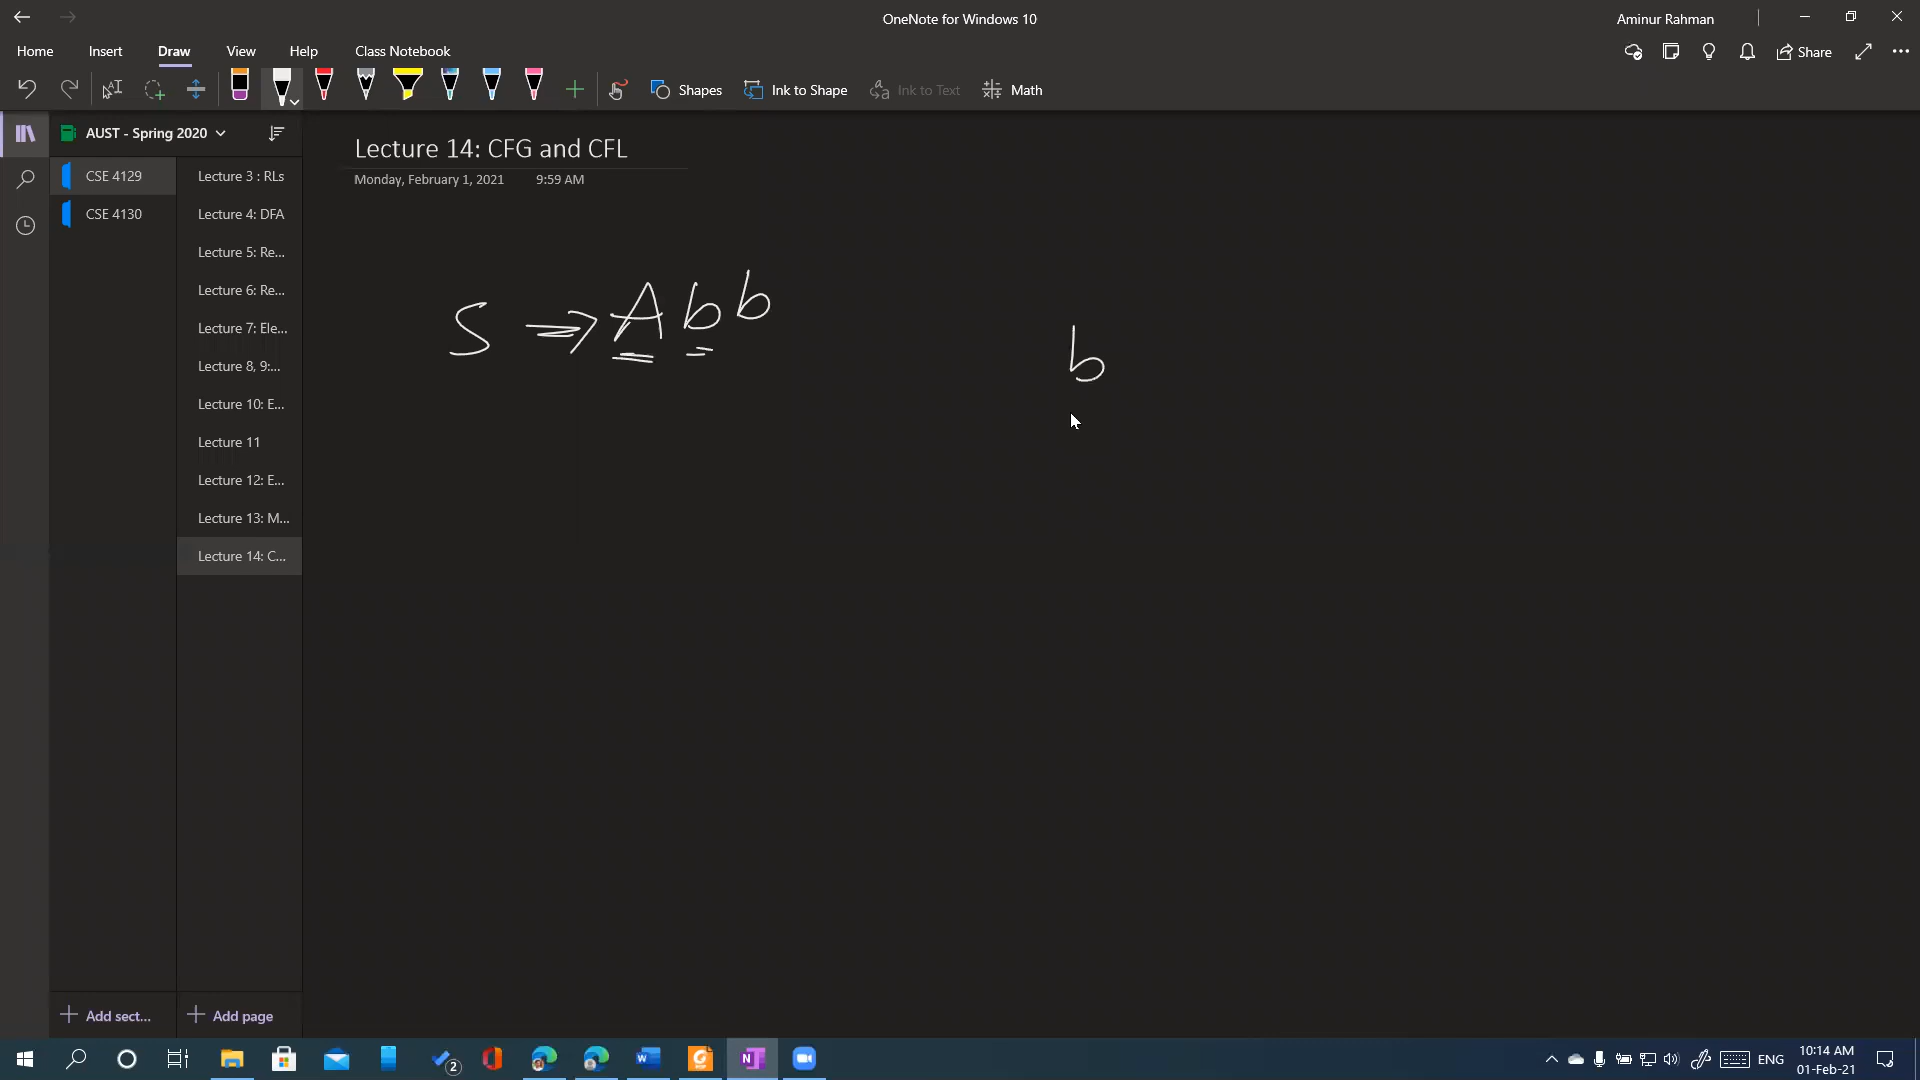 OneNote for Windows 10
Aminur Rahman
Home Insert Draw View Help Class Notebook
Share
Shapes Ink to Shape Ink to Text Math
AUST - Spring 2020
CSE 4129
CSE 4130
Lecture 3 : RLs
Lecture 4: DFA
Lecture 5: Re...
Lecture 6: Re...
Lecture 7: Ele...
Lecture 8, 9:...
Lecture 10: E...
Lecture 11
Lecture 12: E...
Lecture 13: M...
Lecture 14: C...
Lecture 14: CFG and CFL
Monday, February 1, 2021 9:59 AM
S ⇒ A b b
b
Add sect...
Add page
2
ENG
10:14 AM
01-Feb-21